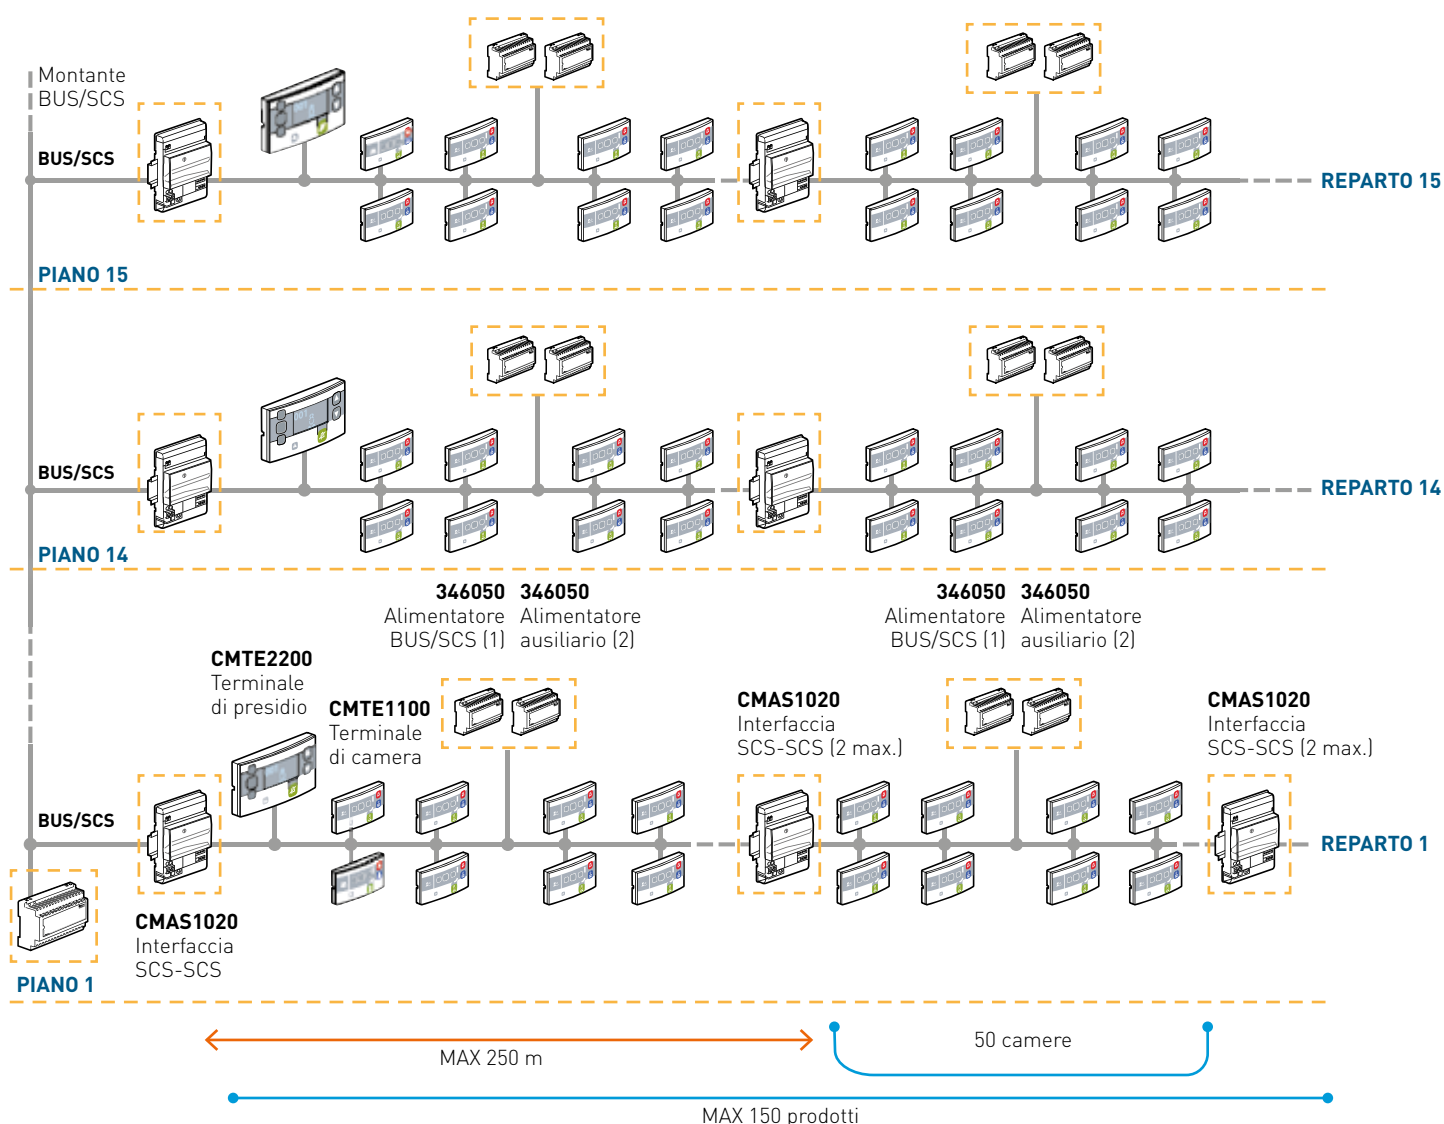 Montante
BUS/SCS
BUS/SCS
REPARTO 15
PIANO 15
BUS/SCS
REPARTO 14
PIANO 14
346050
Alimentatore
BUS/SCS (1)
346050
Alimentatore
ausiliario (2)
346050
Alimentatore
BUS/SCS (1)
346050
Alimentatore
ausiliario (2)
CMTE2200
Terminale
di presidio
CMTE1100
Terminale
di camera
CMAS1020
Interfaccia
SCS-SCS (2 max.)
CMAS1020
Interfaccia
SCS-SCS (2 max.)
BUS/SCS
REPARTO 1
CMAS1020
Interfaccia
SCS-SCS
PIANO 1
MAX 250 m
50 camere
MAX 150 prodotti